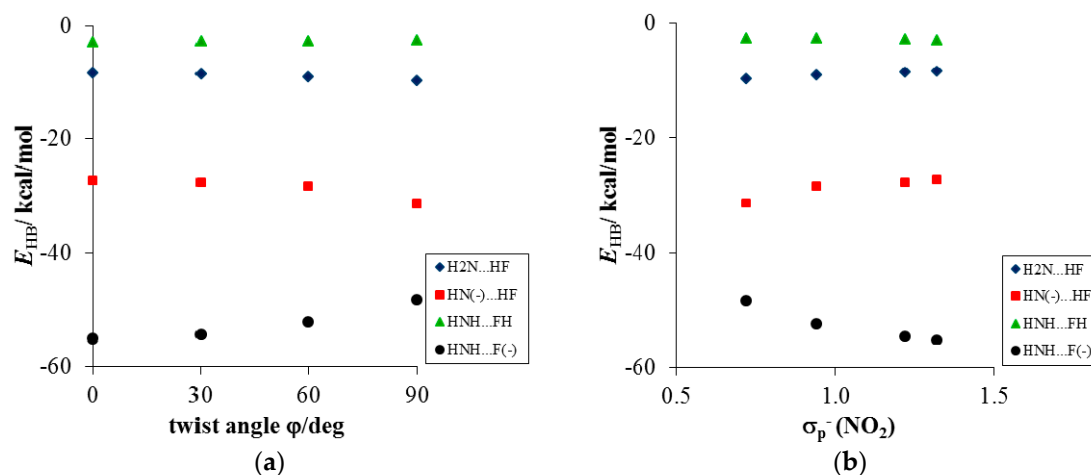 0
-20
-40
-60
E_HB/ kcal/mol
H2N...HF
HN(-)...HF
HNH...FH
HNH...F(-)
0 30 60 90
twist angle φ/deg
(a)
0
-20
-40
-60
E_HB/ kcal/mol
H2N...HF
HN(-)...HF
HNH...FH
HNH...F(-)
0.5 1.0 1.5
σp- (NO2)
(b)